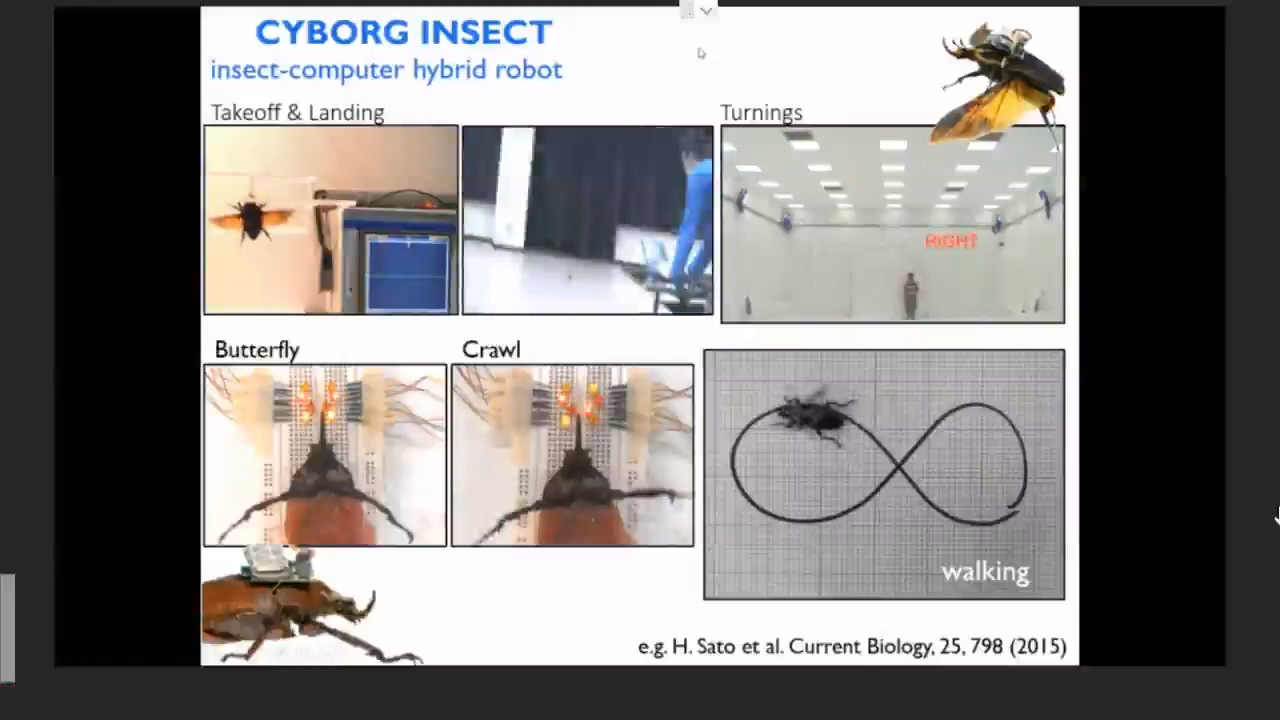 CYBORG INSECT
insect-computer hybrid robot
Takeoff & Landing
Turnings
RIGHT
Butterfly
Crawl
walking
e.g. H. Sato et al. Current Biology, 25, 798 (2015)